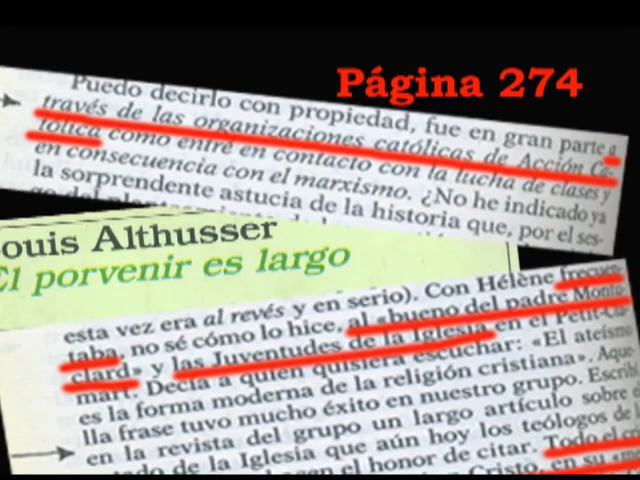 Página 274
Puedo decirlo con propiedad, fue en gran parte a
través de las organizaciones católicas de Acción Ca-
tólica como entré en contacto con la lucha de clases y
en consecuencia con el marxismo. ¿No he indicado ya
la sorprendente astucia de la historia que, por el ses-
Louis Althusser
El porvenir es largo
esta vez era al revés y en serio). Con Hélène frecuen-
taba, no sé cómo lo hice, al «bueno del padre Montu-
clard» y las Juventudes de la Iglesia en el Petit-Cla-
mart. Decía a quien quisiera escuchar: «El ateísmo
es la forma moderna de la religión cristiana». Aque-
lla frase tuvo mucho éxito en nuestro grupo. Escribí
en la revista del grupo un largo artículo sobre
de la Iglesia que aún hoy los teólogos de
el honor de citar. Todo el
Cristo, en su